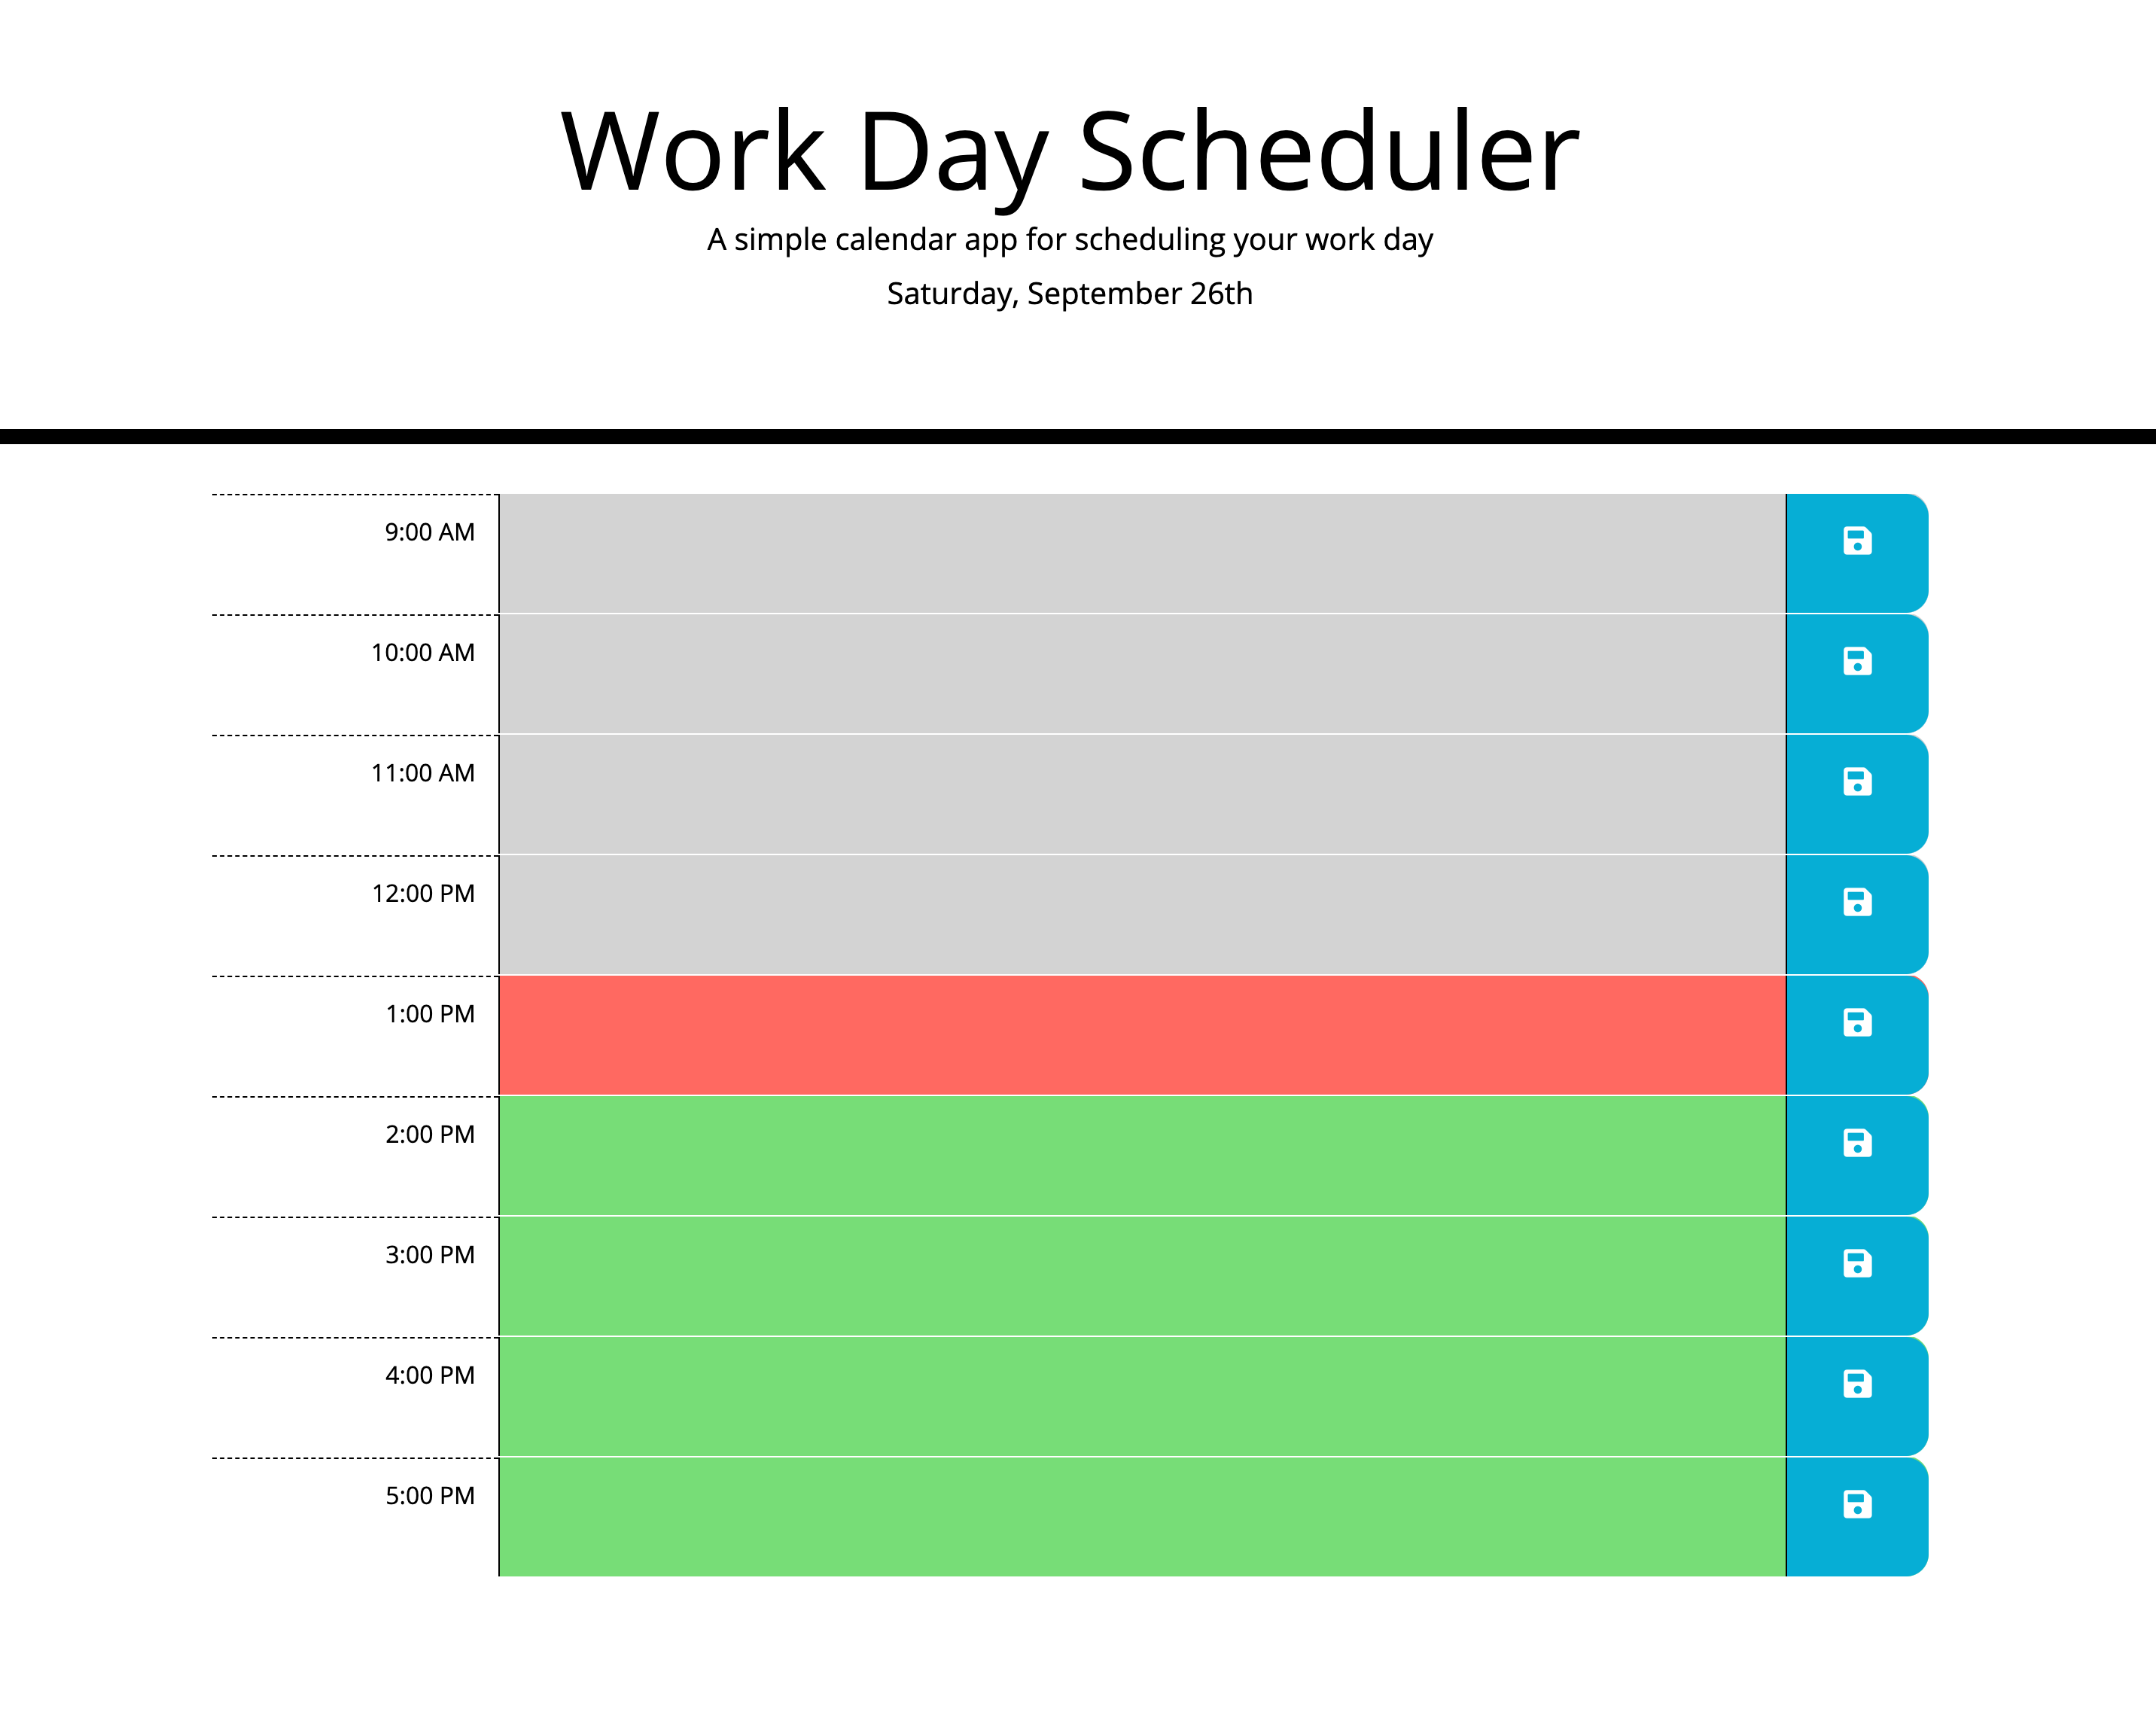 Work Day Scheduler
A simple calendar app for scheduling your work day
Saturday, September 26th
9:00 AM
10:00 AM
11:00 AM
12:00 PM
1:00 PM
2:00 PM
3:00 PM
4:00 PM
5:00 PM